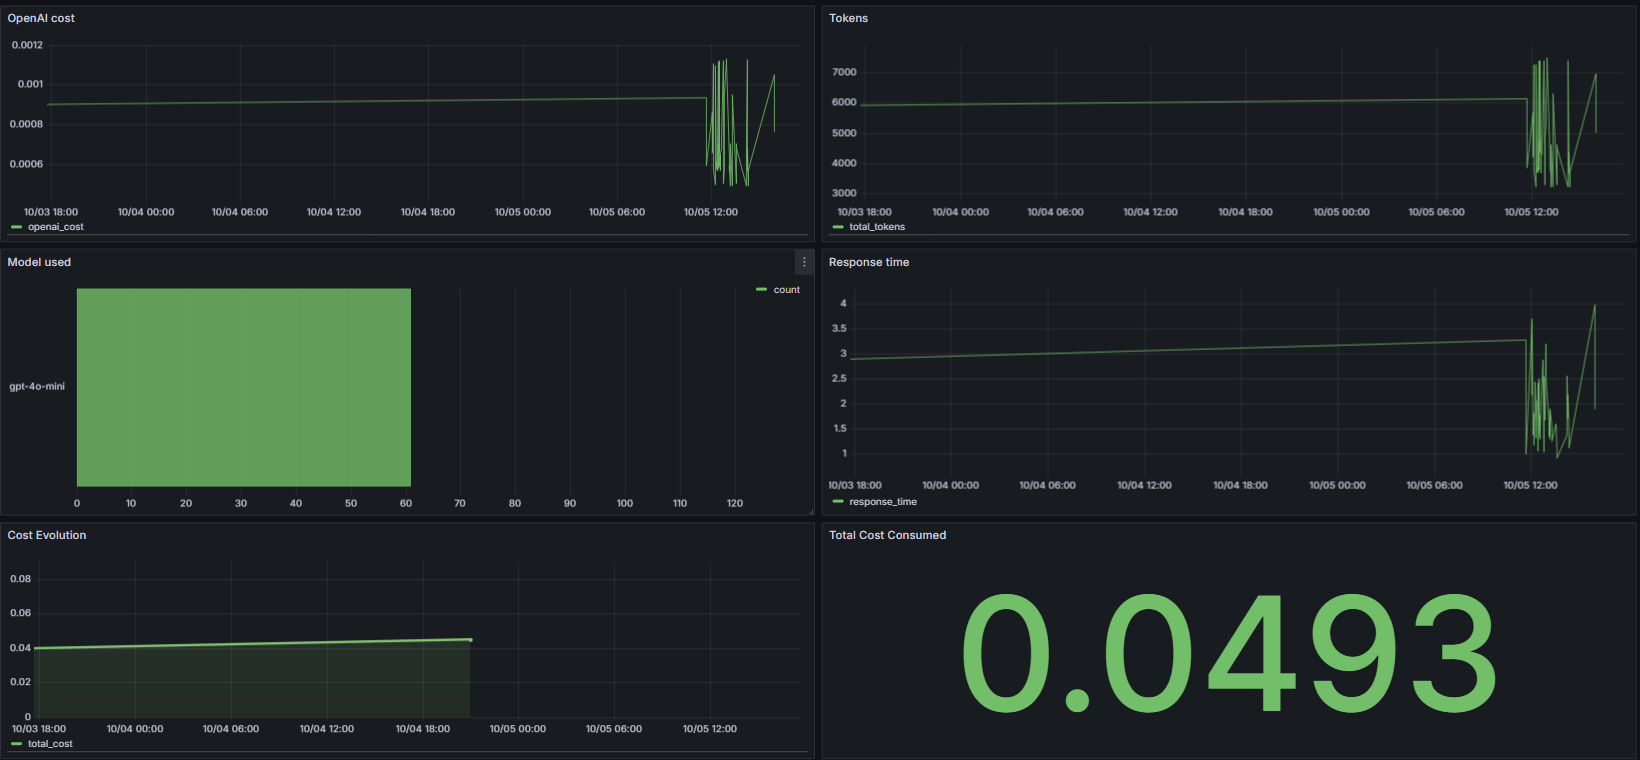 OpenAI cost
0.0012
0.001
0.0008
0.0006
10/03 18:00 10/04 00:00 10/04 06:00 10/04 12:00 10/04 18:00 10/05 00:00 10/05 06:00 10/05 12:00
openai_cost
Tokens
7000
6000
5000
4000
3000
10/03 18:00 10/04 00:00 10/04 06:00 10/04 12:00 10/04 18:00 10/05 00:00 10/05 06:00 10/05 12:00
total_tokens
Model used
count
gpt-4o-mini
0 10 20 30 40 50 60 70 80 90 100 110 120
Response time
4
3.5
3
2.5
2
1.5
1
10/03 18:00 10/04 00:00 10/04 06:00 10/04 12:00 10/04 18:00 10/05 00:00 10/05 06:00 10/05 12:00
response_time
Cost Evolution
0.08
0.06
0.04
0.02
0
10/03 18:00 10/04 00:00 10/04 06:00 10/04 12:00 10/04 18:00 10/05 00:00 10/05 06:00 10/05 12:00
total_cost
Total Cost Consumed
0.0493